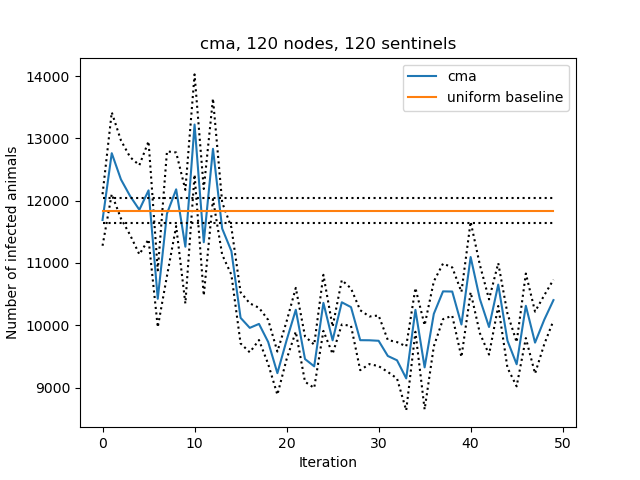 cma, 120 nodes, 120 sentinels
cma
uniform baseline
Number of infected animals
14000
13000
12000
11000
10000
9000
0 10 20 30 40 50
Iteration